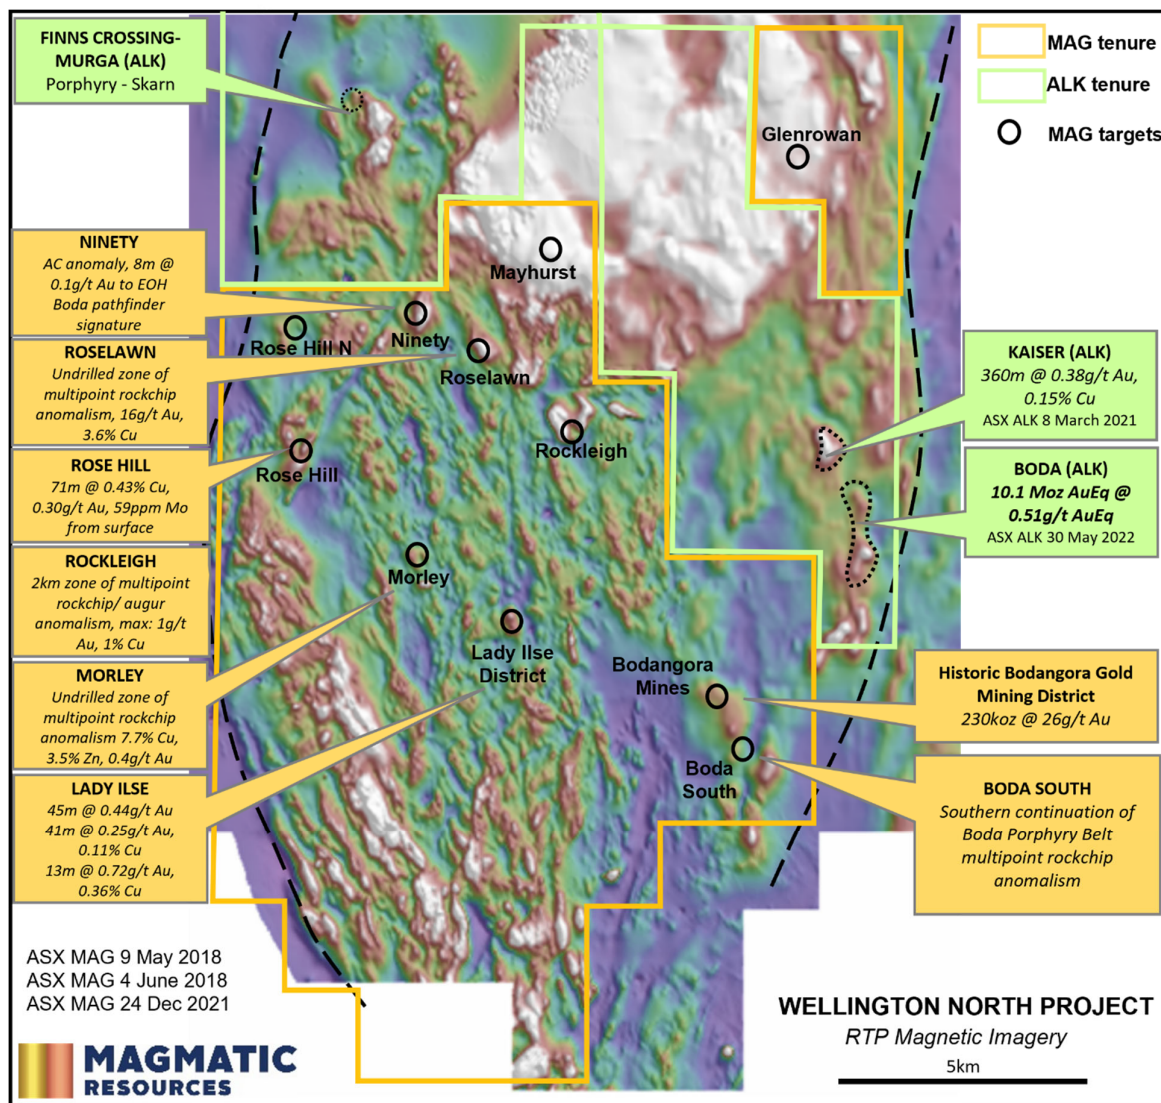 FINNS CROSSING-
MURGA (ALK)
Porphyry - Skarn
MAG tenure
ALK tenure
MAG targets
Glenrowan
Mayhurst
NINETY
AC anomaly, 8m @
0.1g/t Au to EOH
Boda pathfinder
signature
Rose Hill N
Ninety
Roselawn
ROSELAWN
Undrilled zone of
multipoint rockchip
anomalism, 16g/t Au,
3.6% Cu
KAISER (ALK)
360m @ 0.38g/t Au,
0.15% Cu
ASX ALK 8 March 2021
Rose Hill
Rockleigh
ROSE HILL
71m @ 0.43% Cu,
0.30g/t Au, 59ppm Mo
from surface
BODA (ALK)
10.1 Moz AuEq @
0.51g/t AuEq
ASX ALK 30 May 2022
ROCKLEIGH
2km zone of multipoint
rockchip/ augur
anomalism, max: 1g/t
Au, 1% Cu
Morley
Lady Ilse
District
Bodangora
Mines
MORLEY
Undrilled zone of
multipoint rockchip
anomalism 7.7% Cu,
3.5% Zn, 0.4g/t Au
Historic Bodangora Gold
Mining District
230koz @ 26g/t Au
Boda
South
LADY ILSE
45m @ 0.44g/t Au
41m @ 0.25g/t Au,
0.11% Cu
13m @ 0.72g/t Au,
0.36% Cu
BODA SOUTH
Southern continuation of
Boda Porphyry Belt
multipoint rockchip
anomalism
ASX MAG 9 May 2018
ASX MAG 4 June 2018
ASX MAG 24 Dec 2021
WELLINGTON NORTH PROJECT
RTP Magnetic Imagery
5km
MAGMATIC
RESOURCES